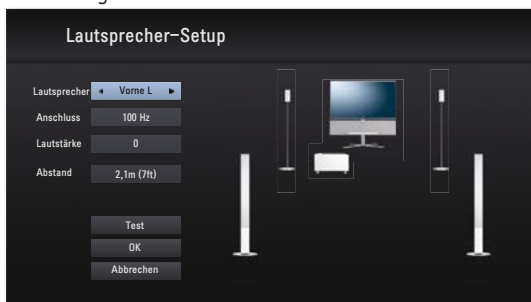 Lautsprecher-Setup
Lautsprecher ◄ Vorne L ►
Anschluss 100 Hz
Lautstärke 0
Abstand 2,1m (7ft)
Test
OK
Abbrechen